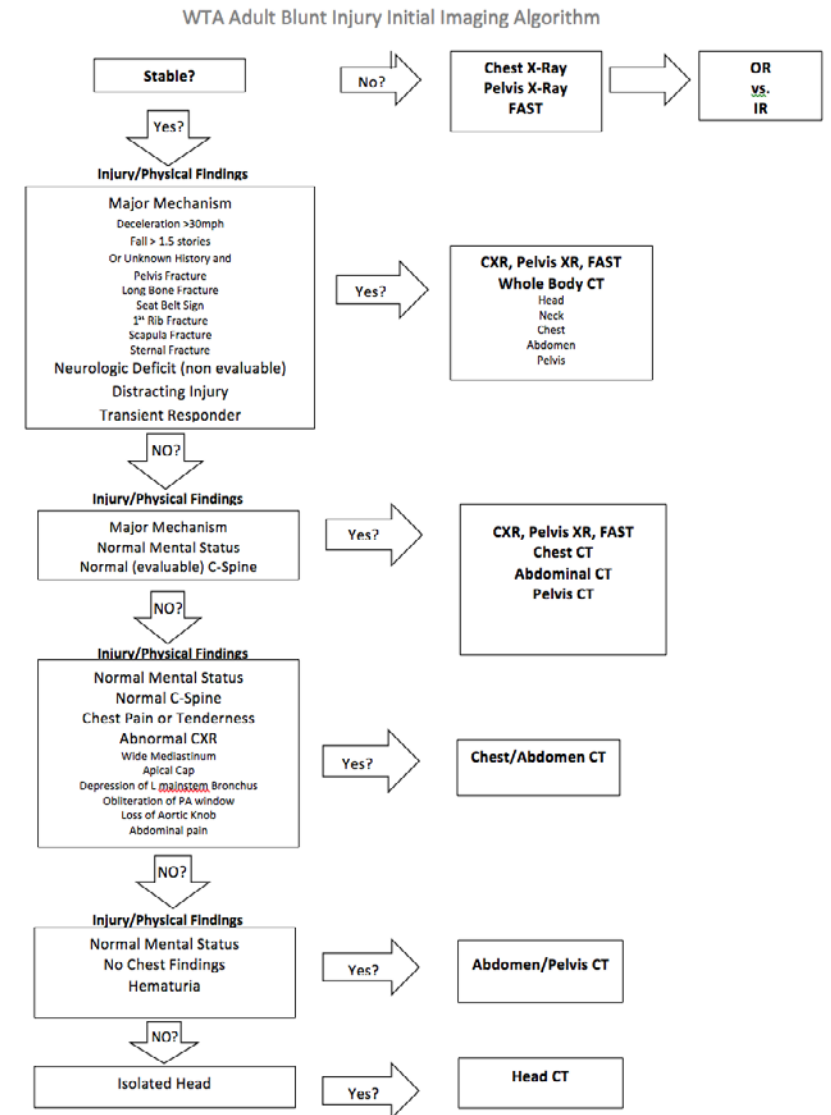 WTA Adult Blunt Injury Initial Imaging Algorithm
Stable?
No?
Chest X-Ray
Pelvis X-Ray
FAST
OR
vs.
IR
Yes?
Injury/Physical Findings
Major Mechanism
Deceleration >30mph
Fall > 1.5 stories
Or Unknown History and
Pelvis Fracture
Long Bone Fracture
Seat Belt Sign
1st Rib Fracture
Scapula Fracture
Sternal Fracture
Neurologic Deficit (non evaluable)
Distracting Injury
Transient Responder
Yes?
CXR, Pelvis XR, FAST
Whole Body CT
Head
Neck
Chest
Abdomen
Pelvis
NO?
Injury/Physical Findings
Major Mechanism
Normal Mental Status
Normal (evaluable) C-Spine
Yes?
CXR, Pelvis XR, FAST
Chest CT
Abdominal CT
Pelvis CT
NO?
Injury/Physical Findings
Normal Mental Status
Normal C-Spine
Chest Pain or Tenderness
Abnormal CXR
Wide Mediastinum
Apical Cap
Depression of L mainstem Bronchus
Obliteration of PA window
Loss of Aortic Knob
Abdominal pain
Yes?
Chest/Abdomen CT
NO?
Injury/Physical Findings
Normal Mental Status
No Chest Findings
Hematuria
Yes?
Abdomen/Pelvis CT
NO?
Isolated Head
Yes?
Head CT